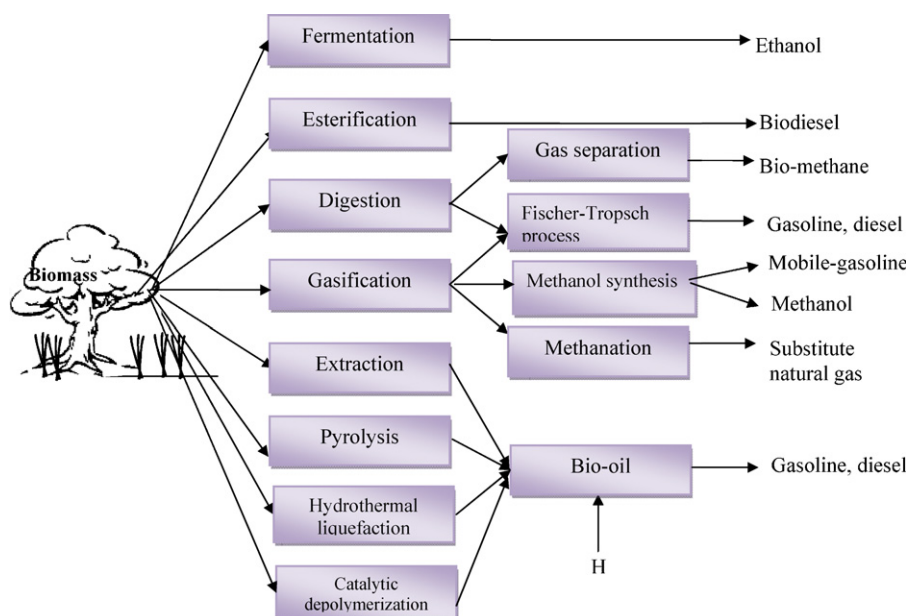 Fermentation
Ethanol
Esterification
Biodiesel
Gas separation
Bio-methane
Digestion
Fischer-Tropsch
process
Gasoline, diesel
Biomass
Gasification
Methanol synthesis
Mobile-gasoline
Methanol
Methanation
Substitute
natural gas
Extraction
Pyrolysis
Bio-oil
Gasoline, diesel
Hydrothermal
liquefaction
H
Catalytic
depolymerization